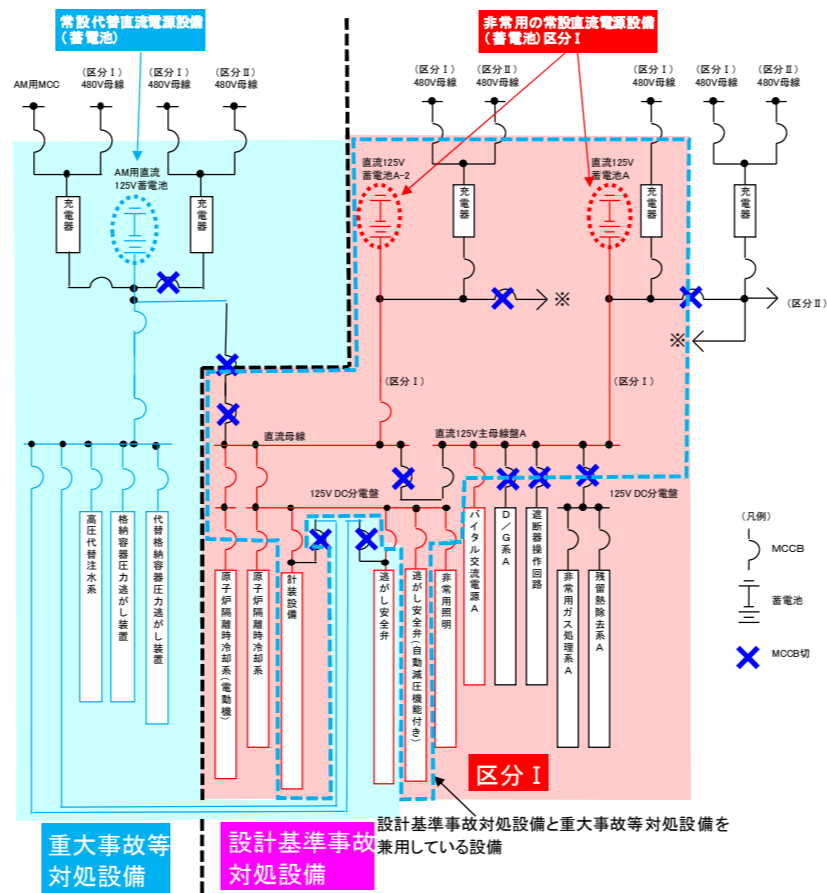 常設代替直流電源設備
(蓄電池)
非常用の常設直流電源設備
(蓄電池)区分Ⅰ
AM用MCC
(区分Ⅰ)
480V母線
(区分Ⅰ)
480V母線
(区分Ⅱ)
480V母線
(区分Ⅰ)
480V母線
(区分Ⅱ)
480V母線
(区分Ⅰ)
480V母線
(区分Ⅰ)
480V母線
(区分Ⅱ)
480V母線
AM用直流
125V蓄電池
直流125V
蓄電池A-2
直流125V
蓄電池A
充電器
充電器
充電器
充電器
充電器
※
(区分Ⅱ)
※
(区分Ⅰ)
(区分Ⅰ)
直流母線
直流125V主母線盤A
125V DC分電盤
125V DC分電盤
高圧代替注水系
格納容器圧力逃がし装置
代替格納容器圧力逃がし装置
原子炉隔離時冷却系(電動機)
原子炉隔離時冷却系
計装設備
逃がし安全弁
逃がし安全弁(自動減圧機能付き)
非常用照明
バイタル交流電源A
D/G系A
遮断器操作回路
非常用ガス処理系A
残留熱除去系A
(凡例)
MCCB
蓄電池
MCCB切
区分Ⅰ
設計基準事故対処設備と重大事故等対処設備を
兼用している設備
重大事故等
対処設備
設計基準事故
対処設備